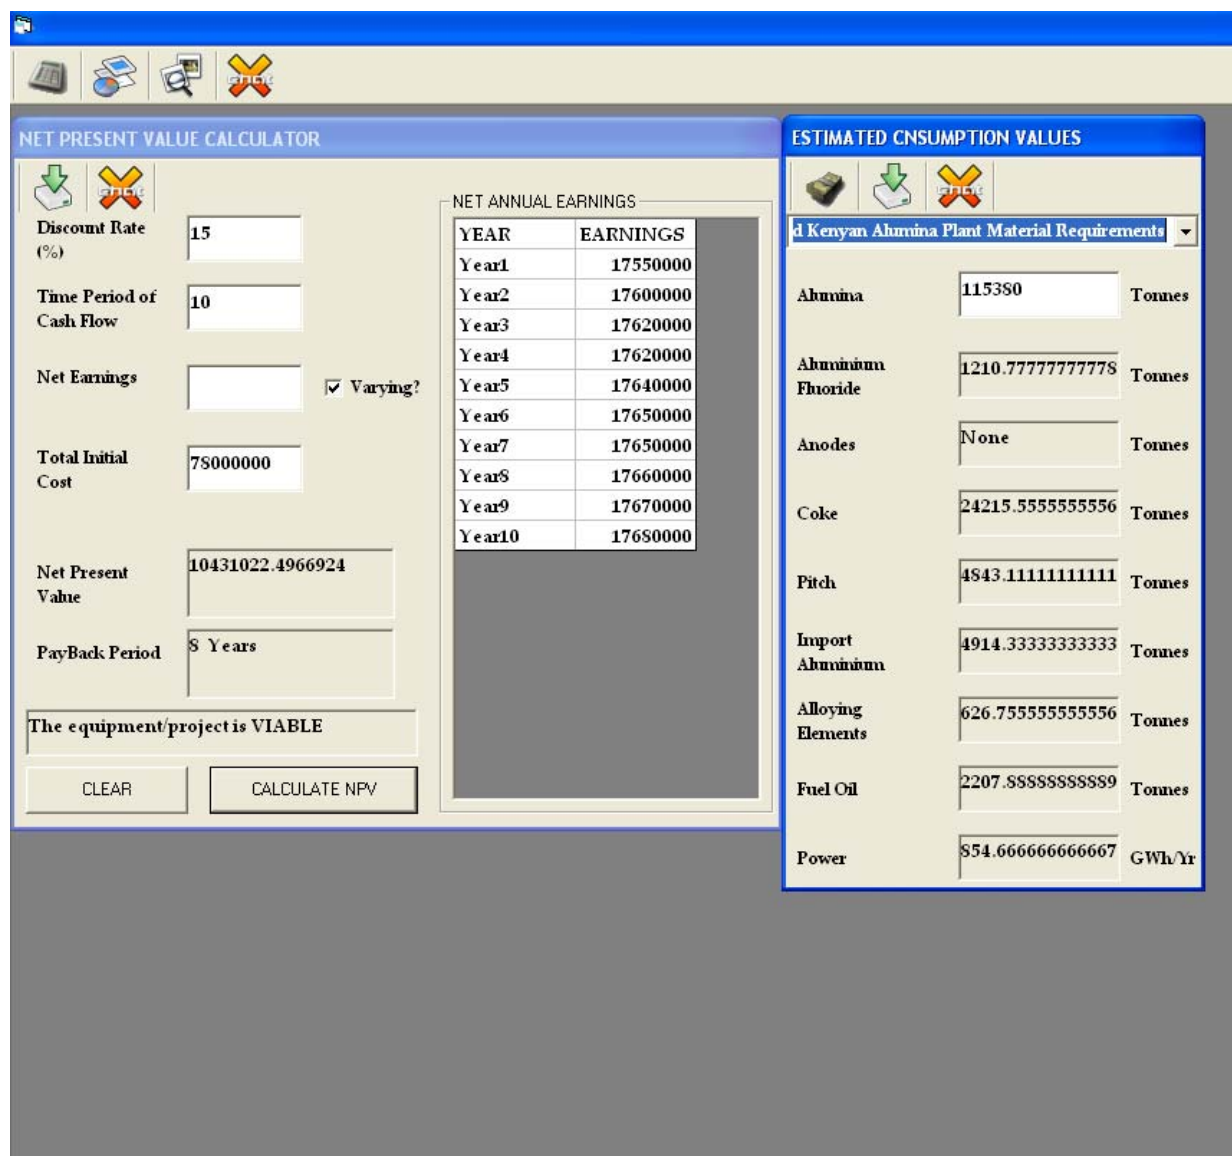 NET PRESENT VALUE CALCULATOR
Discount Rate
(%)
15
Time Period of
Cash Flow
10
Net Earnings
Varying?
Total Initial
Cost
78000000
Net Present
Value
10431022.4966924
PayBack Period
8 Years
The equipment/project is VIABLE
CLEAR
CALCULATE NPV
NET ANNUAL EARNINGS
YEAR EARNINGS
Year1 17550000
Year2 17600000
Year3 17620000
Year4 17620000
Year5 17640000
Year6 17650000
Year7 17650000
Year8 17660000
Year9 17670000
Year10 17680000
ESTIMATED CNSUMPTION VALUES
d Kenyan Alumina Plant Material Requirements
Alumina 115380 Tonnes
Aluminium
Fluoride
1210.7777777778 Tonnes
Anodes None Tonnes
Coke 24215.5555555556 Tonnes
Pitch 4843.11111111111 Tonnes
Import
Aluminium
4914.33333333333 Tonnes
Alloying
Elements
626.755555555556 Tonnes
Fuel Oil 2207.88888888889 Tonnes
Power 854.666666666667 GWh/Yr